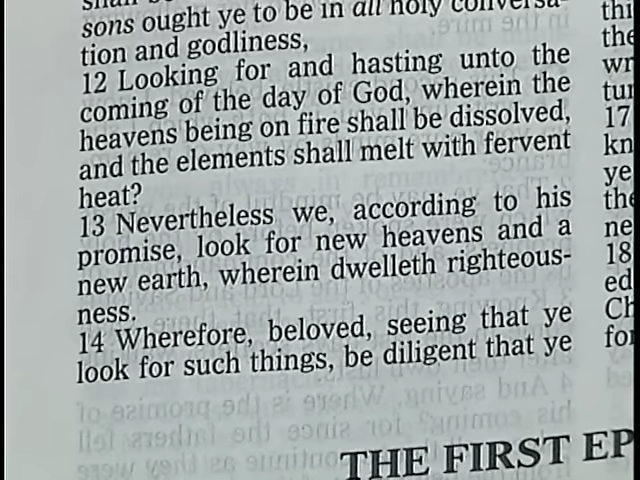 sons ought ye to be in all holy conversa-
tion and godliness,
12 Looking for and hasting unto the
coming of the day of God, wherein the
heavens being on fire shall be dissolved,
and the elements shall melt with fervent
heat?
13 Nevertheless we, according to his
promise, look for new heavens and a
new earth, wherein dwelleth righteous-
ness.
14 Wherefore, beloved, seeing that ye
look for such things, be diligent that ye
THE FIRST EP
17
18